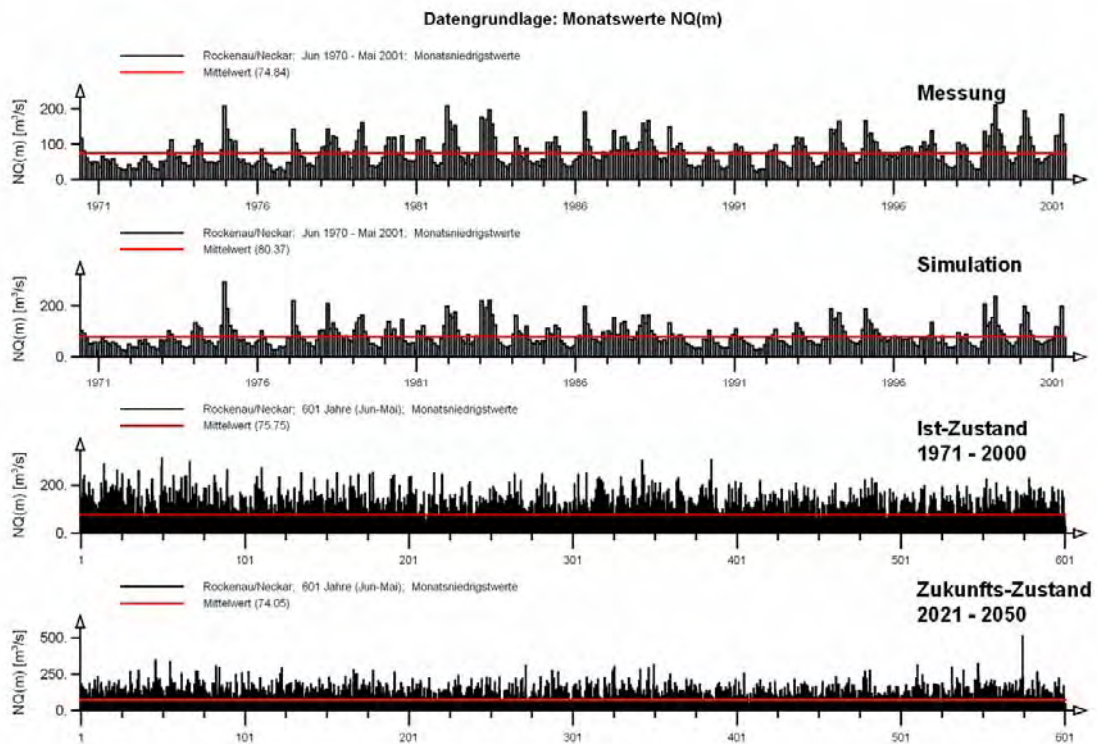 Datengrundlage: Monatswerte NQ(m)
Rockenau/Neckar; Jun 1970 - Mai 2001; Monatsniedrigstwerte
Mittelwert (74.84)
Messung
NQ(m) [m³/s]
200.
100.
0.
1971 1976 1981 1986 1991 1996 2001
Rockenau/Neckar; Jun 1970 - Mai 2001; Monatsniedrigstwerte
Mittelwert (80.37)
Simulation
NQ(m) [m³/s]
200.
0.
1971 1976 1981 1986 1991 1996 2001
Rockenau/Neckar; 601 Jahre (Jun-Mai); Monatsniedrigstwerte
Mittelwert (75.75)
Ist-Zustand
1971 - 2000
NQ(m) [m³/s]
200.
0.
1 101 201 301 401 501 601
Rockenau/Neckar; 601 Jahre (Jun-Mai); Monatsniedrigstwerte
Mittelwert (74.05)
Zukunfts-Zustand
2021 - 2050
NQ(m) [m³/s]
500.
250.
0.
1 101 201 301 401 501 601